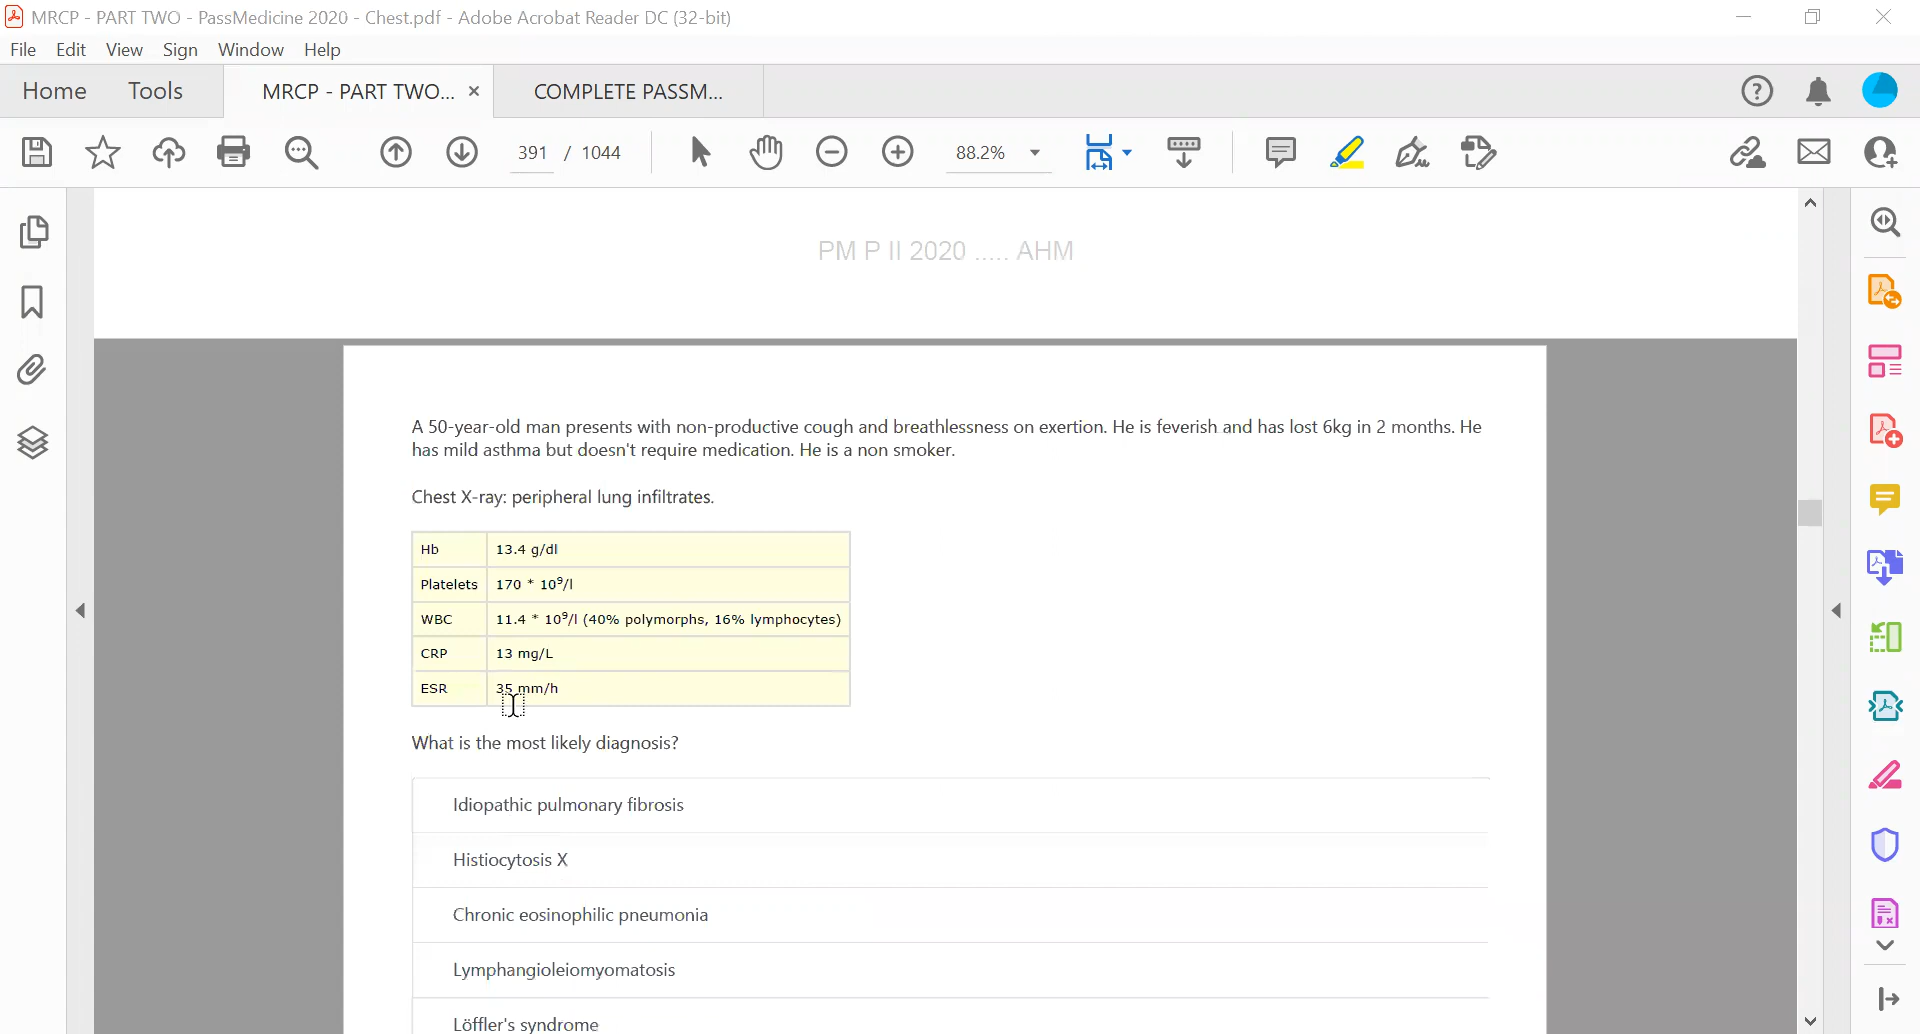 MRCP - PART TWO - PassMedicine 2020 - Chest.pdf - Adobe Acrobat Reader DC (32-bit)
File Edit View Sign Window Help
Home Tools MRCP - PART TWO... × COMPLETE PASSM...
391 / 1044 88.2%
PM P II 2020 ..... AHM
A 50-year-old man presents with non-productive cough and breathlessness on exertion. He is feverish and has lost 6kg in 2 months. He
has mild asthma but doesn't require medication. He is a non smoker.
Chest X-ray: peripheral lung infiltrates.
Hb 13.4 g/dl
Platelets 170 * 10⁹/l
WBC 11.4 * 10⁹/l (40% polymorphs, 16% lymphocytes)
CRP 13 mg/L
ESR 35 mm/h
What is the most likely diagnosis?
Idiopathic pulmonary fibrosis
Histiocytosis X
Chronic eosinophilic pneumonia
Lymphangioleiomyomatosis
Löffler's syndrome